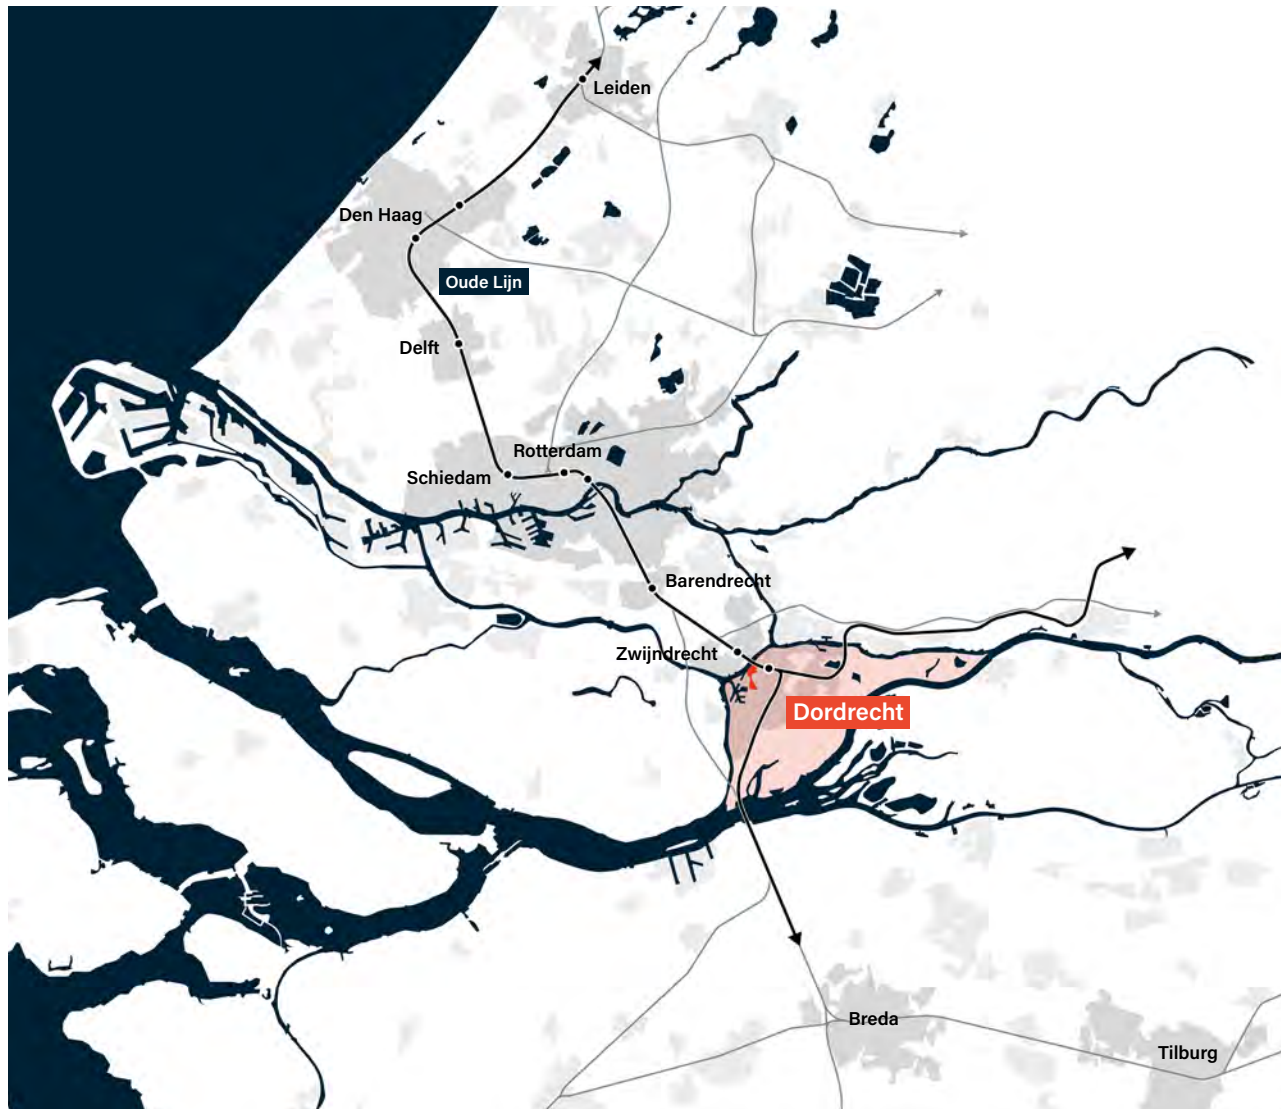 Leiden
Den Haag
Oude Lijn
Delft
Rotterdam
Schiedam
Barendrecht
Zwijndrecht
Dordrecht
Breda
Tilburg